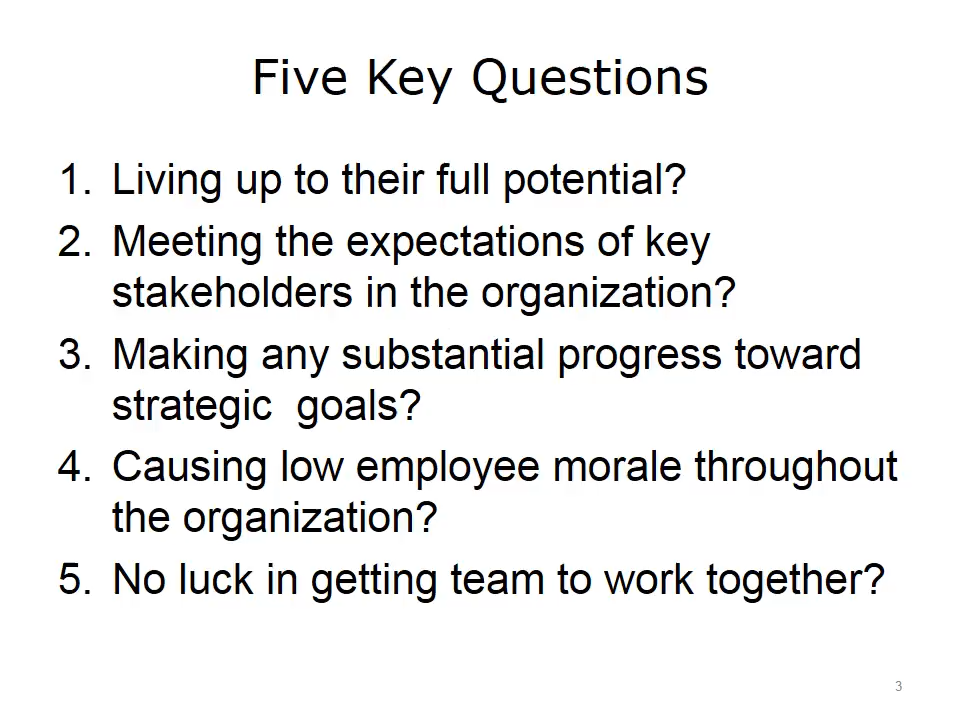 Five Key Questions
1. Living up to their full potential?
2. Meeting the expectations of key
stakeholders in the organization?
3. Making any substantial progress toward
strategic  goals?
4. Causing low employee morale throughout
the organization?
5. No luck in getting team to work together?
3